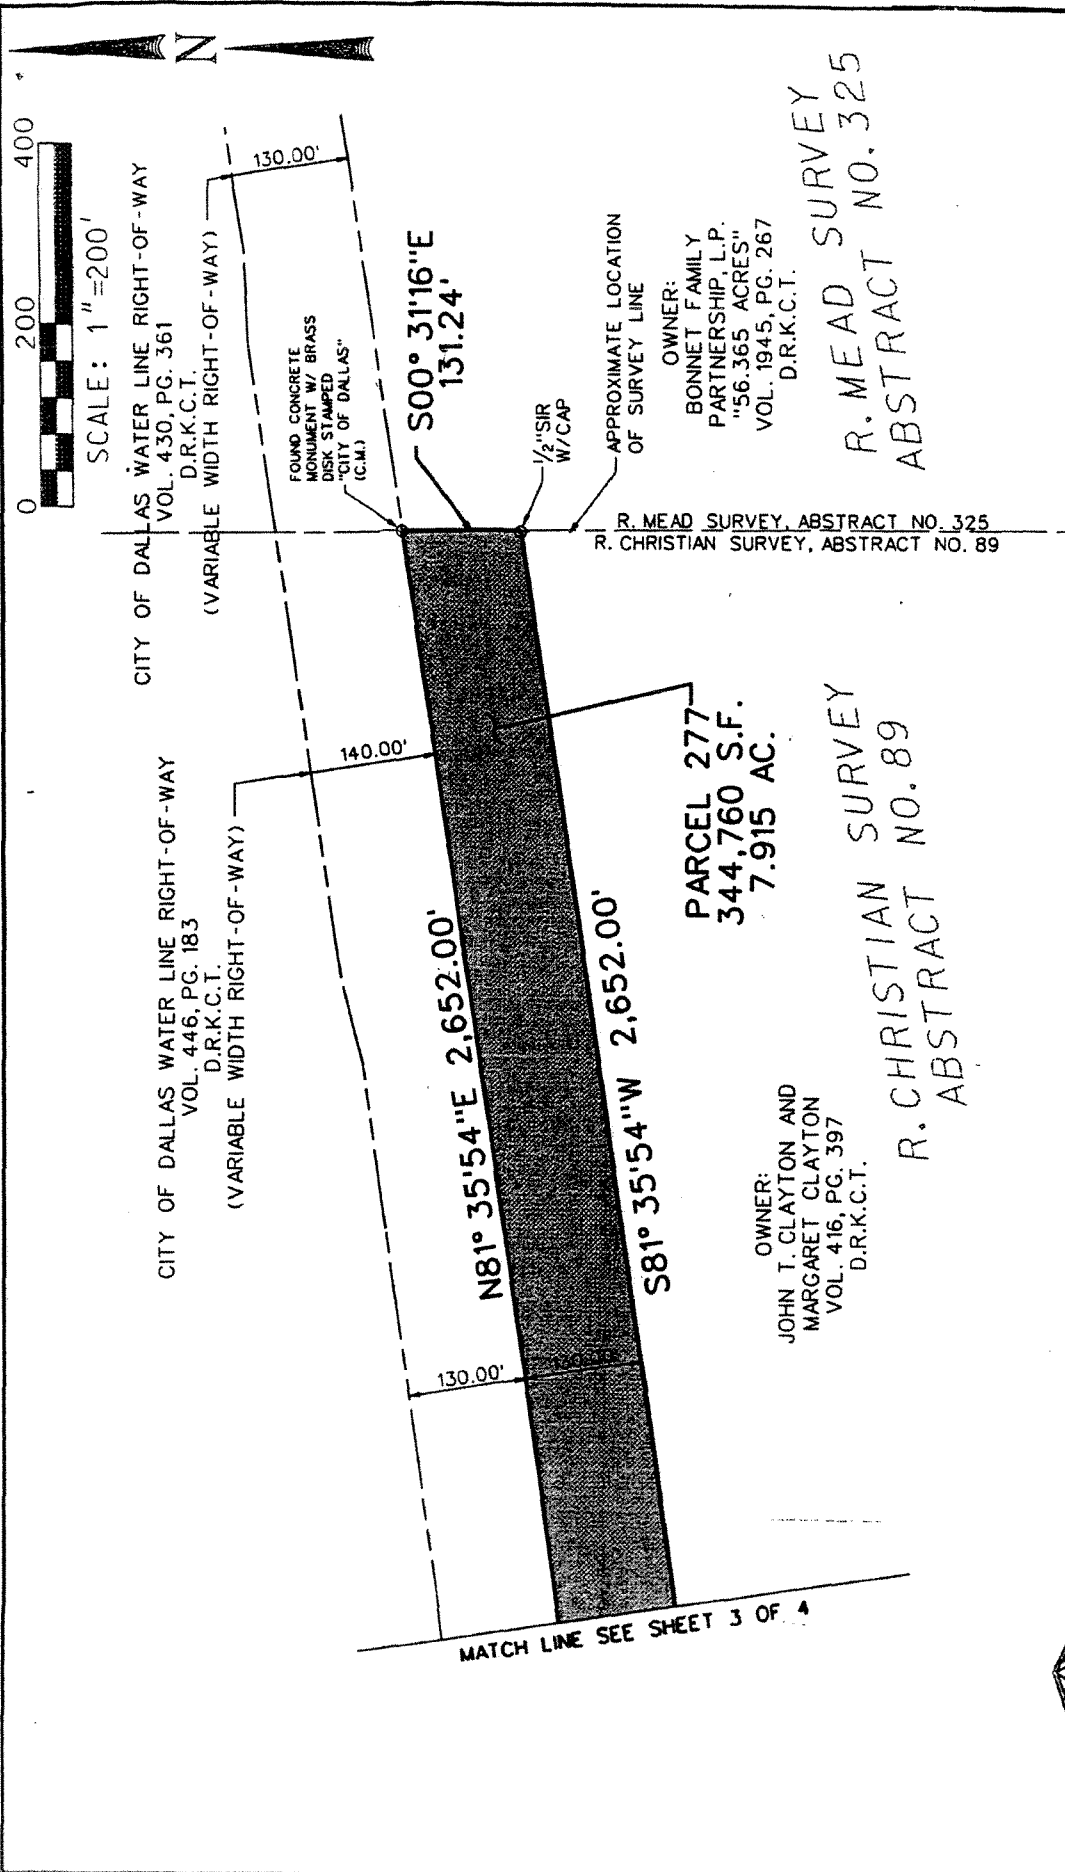 N
0 200 400
SCALE: 1"=200'
CITY OF DALLAS WATER LINE RIGHT-OF-WAY
VOL. 446, PG. 183
D.R.K.C.T.
(VARIABLE WIDTH RIGHT-OF-WAY)
CITY OF DALLAS WATER LINE RIGHT-OF-WAY
VOL. 430, PG. 361
D.R.K.C.T.
(VARIABLE WIDTH RIGHT-OF-WAY)
130.00'
140.00'
130.00'
130.00'
FOUND CONCRETE
MONUMENT W/ BRASS
DISK STAMPED
"CITY OF DALLAS"
(C.M.)
S00° 31'16"E
131.24'
1/2"SIR
W/CAP
APPROXIMATE LOCATION
OF SURVEY LINE
N81° 35'54"E 2,652.00'
S81° 35'54"W 2,652.00'
R. MEAD SURVEY, ABSTRACT NO. 325
R. CHRISTIAN SURVEY, ABSTRACT NO. 89
OWNER:
BONNET FAMILY
PARTNERSHIP, L.P.
"56.365 ACRES"
VOL. 1945, PG. 267
D.R.K.C.T.
R. MEAD SURVEY
ABSTRACT NO. 325
PARCEL 277
344,760 S.F.
7.915 AC.
OWNER:
JOHN T. CLAYTON AND
MARGARET CLAYTON
VOL. 416, PG. 397
D.R.K.C.T.
R. CHRISTIAN SURVEY
ABSTRACT NO. 89
MATCH LINE SEE SHEET 3 OF 4